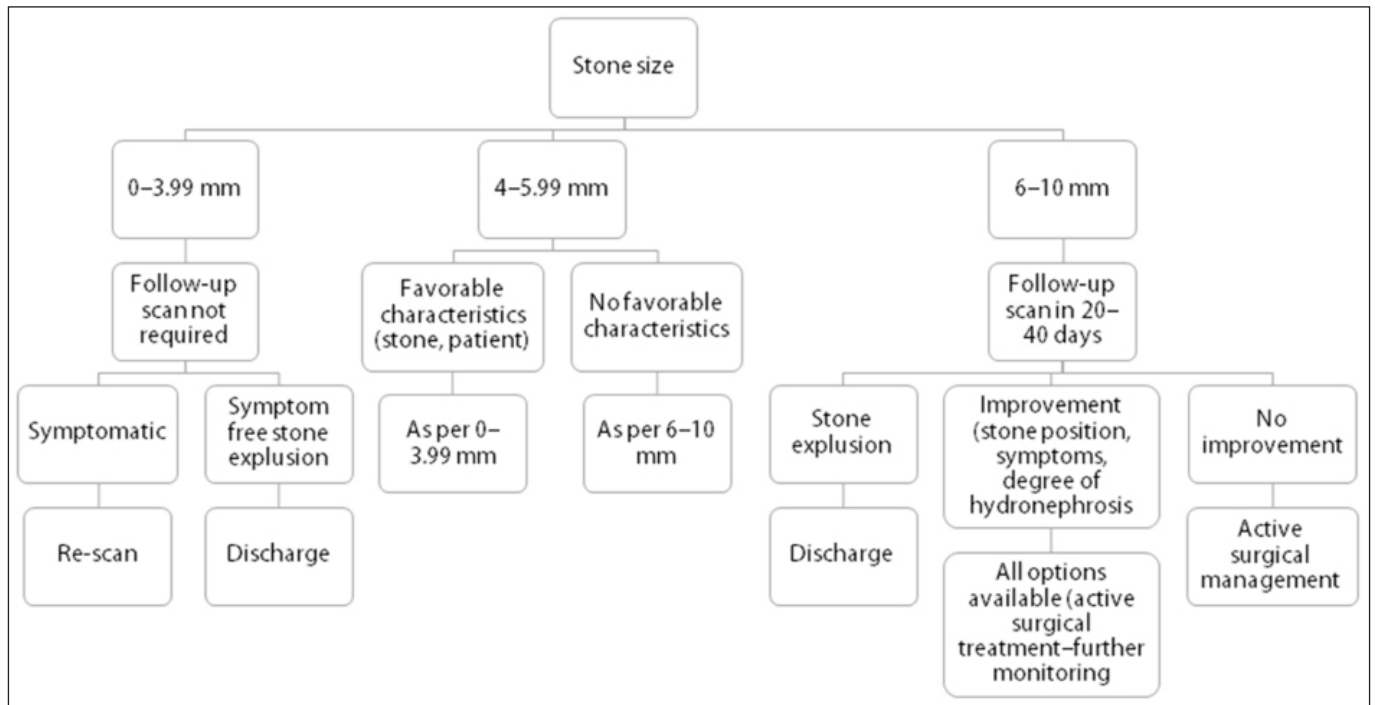 Stone size
0–3.99 mm
4–5.99 mm
6–10 mm
Follow-up
scan not
required
Favorable
characteristics
(stone, patient)
No favorable
characteristics
Follow-up
scan in 20–
40 days
Symptomatic
Symptom
free stone
explusion
As per 0–
3.99 mm
As per 6–10
mm
Stone
explusion
Improvement
(stone position,
symptoms,
degree of
hydronephrosis
No
improvement
Re-scan
Discharge
Discharge
All options
available (active
surgical
treatment–further
monitoring
Active
surgical
management